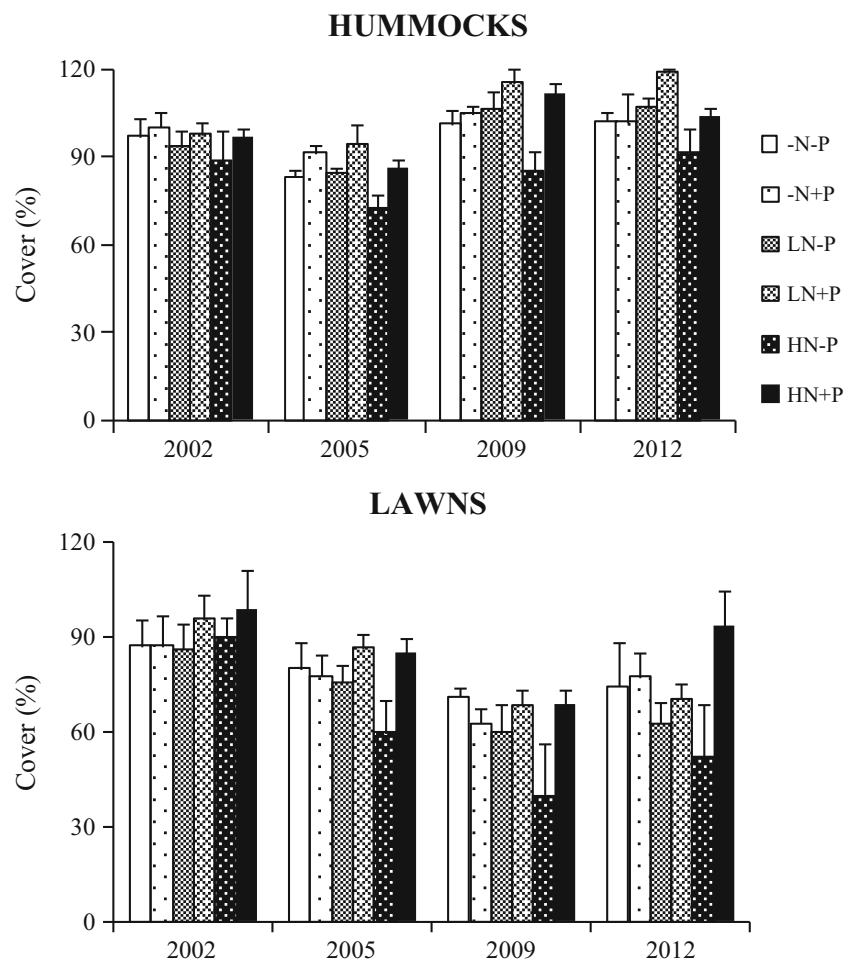 HUMMOCKS
120
90
60
30
0
Cover (%)
2002 2005 2009 2012
-N-P
-N+P
LN-P
LN+P
HN-P
HN+P
LAWNS
120
90
60
30
0
Cover (%)
2002 2005 2009 2012